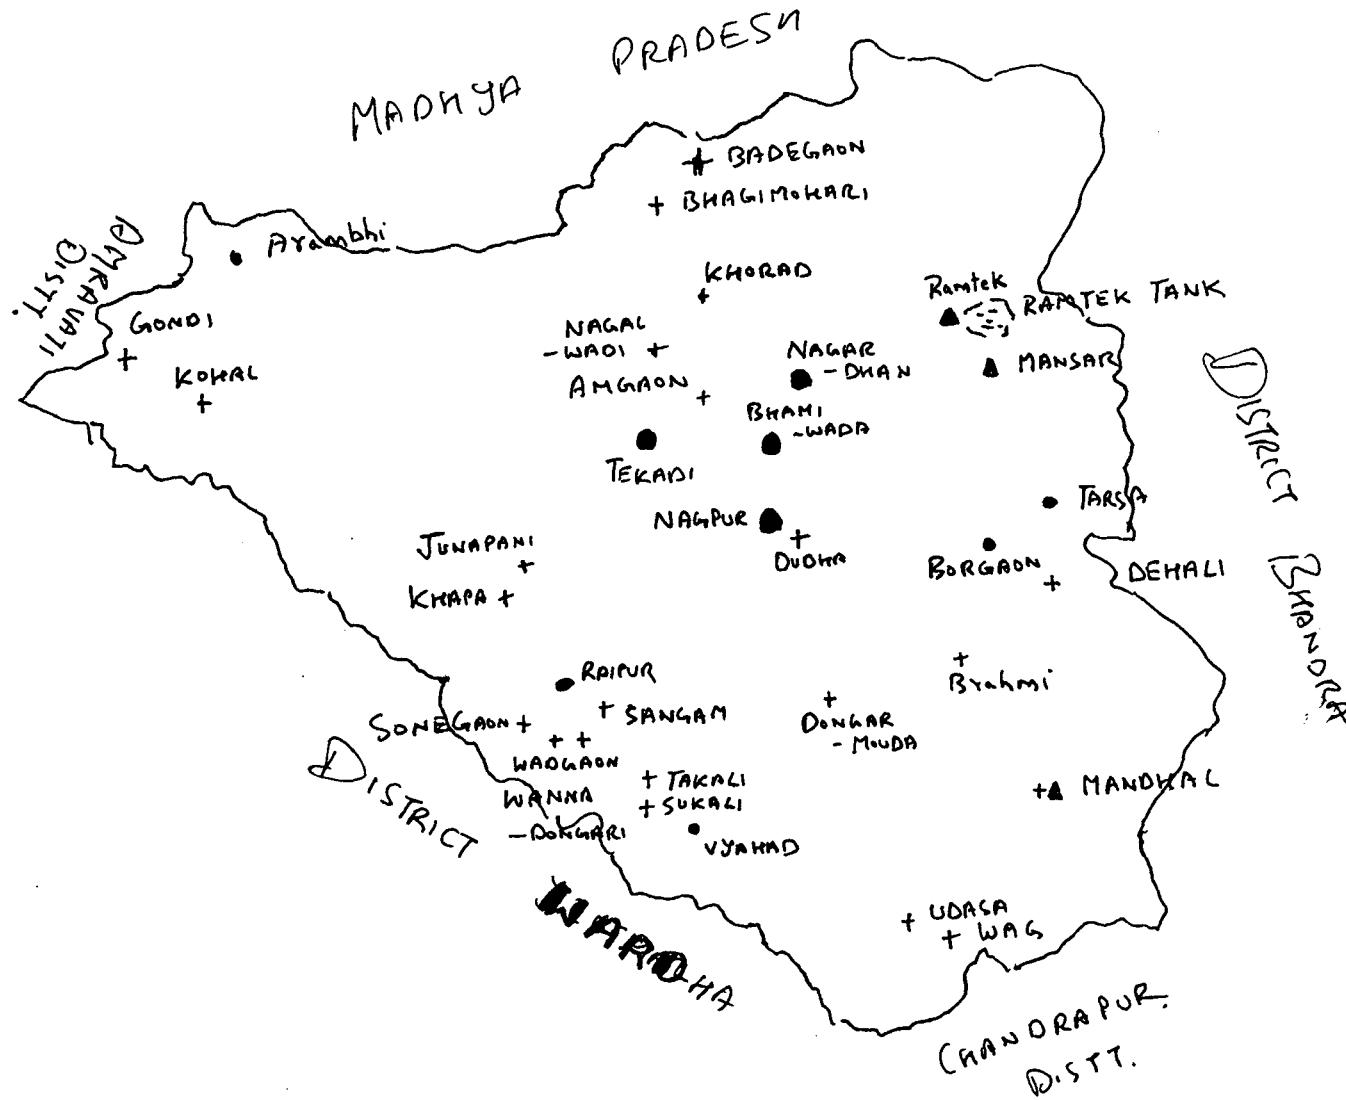 MADHYA PRADESH
BADEGAON
BHAGIMOHARI
AMRAVATI
DISTT.
Arambhi
KHORAD
Ramtek
RAMTEK TANK
GONDI
NAGAL
-WADI
NAGAR
-DHAN
MANSAR
KOHAL
AMGAON
BHAMI
-WADA
DISTRICT BHANDRA
TEKADI
TARSA
NAGPUR
JUNAPANI
DUDHA
BORGAON
DEHALI
KHAPA
RAIPUR
Brahmi
SONEGAON
SANGAM
DONGAR
-MOUDA
WADGAON
TAKALI
MANDHAL
WANNA
-DONGARI
SUKALI
VYAHAD
DISTRICT WARDHA
UDASA
WAG
CHANDRAPUR.
DISTT.